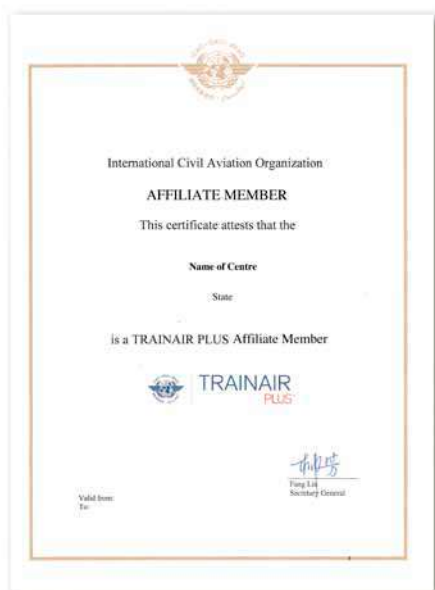 International Civil Aviation Organization
AFFILIATE MEMBER
This certificate attests that the
Name of Centre
State
is a TRAINAIR PLUS Affiliate Member
TRAINAIR
PLUS
Fang Liu
Secretary General
Valid from:
To: